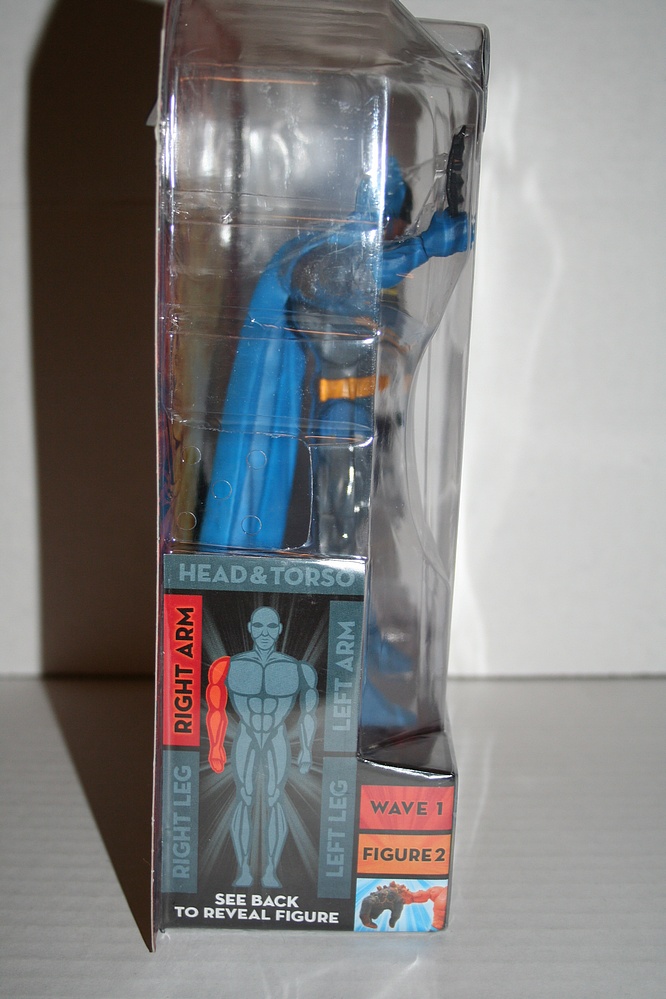 HEAD & TORSO
RIGHT ARM
LEFT ARM
RIGHT LEG
LEFT LEG
SEE BACK
TO REVEAL FIGURE
WAVE 1
FIGURE 2